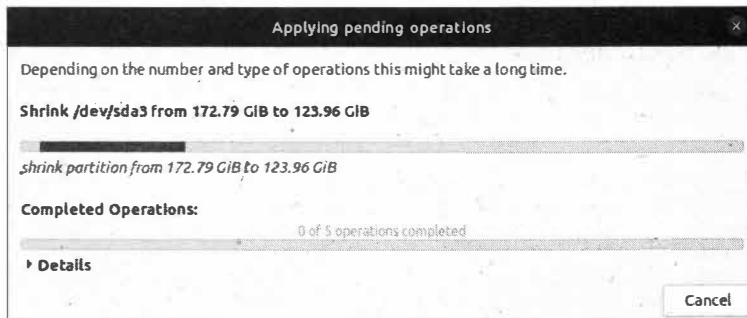 Applying pending operations
Depending on the number and type of operations this might take a long time.
Shrink /dev/sda3 from 172.79 GiB to 123.96 GiB
shrink partition from 172.79 GiB to 123.96 GiB
Completed Operations:
0 of 5 operations completed
Details
Cancel